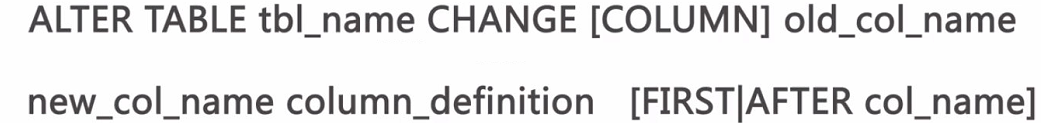 ALTER TABLE tbl_name CHANGE [COLUMN] old_col_name
new_col_name column_definition [FIRST|AFTER col_name]